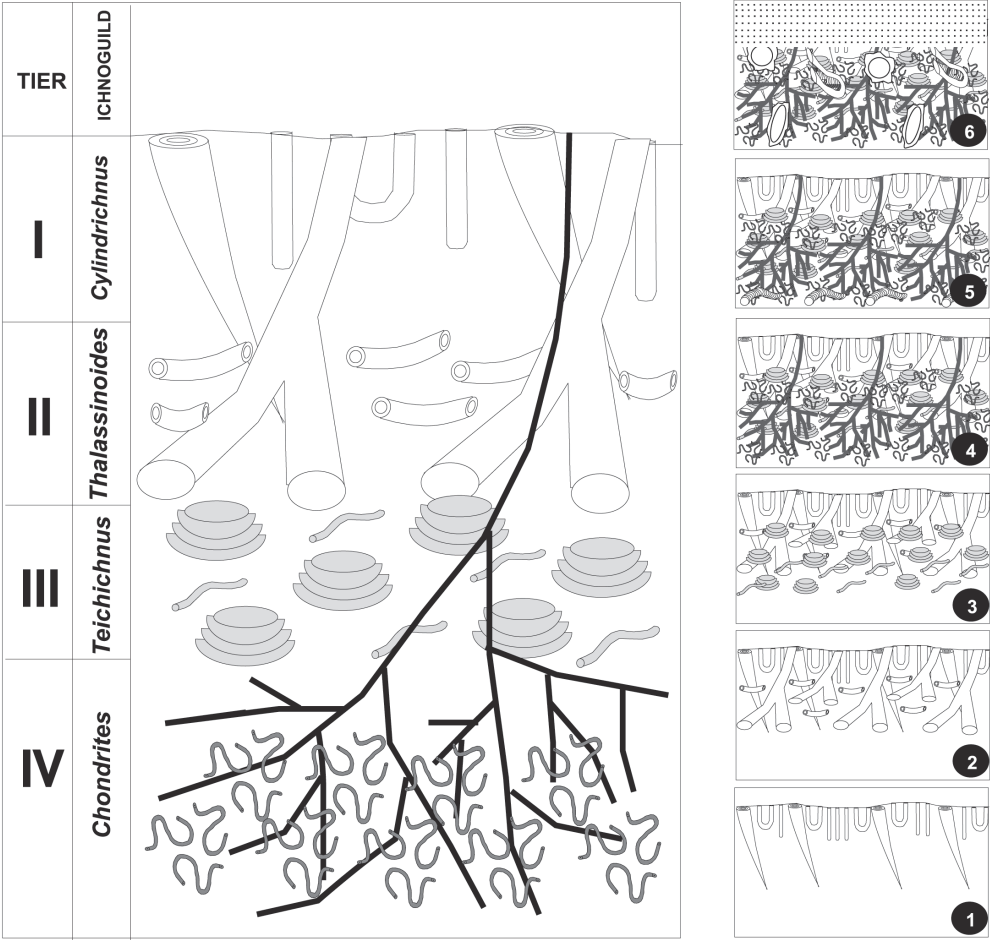 TIER
ICHNOGUILD
I
Cylindrichnus
II
Thalassinoides
III
Teichichnus
IV
Chondrites
6
5
4
3
2
1